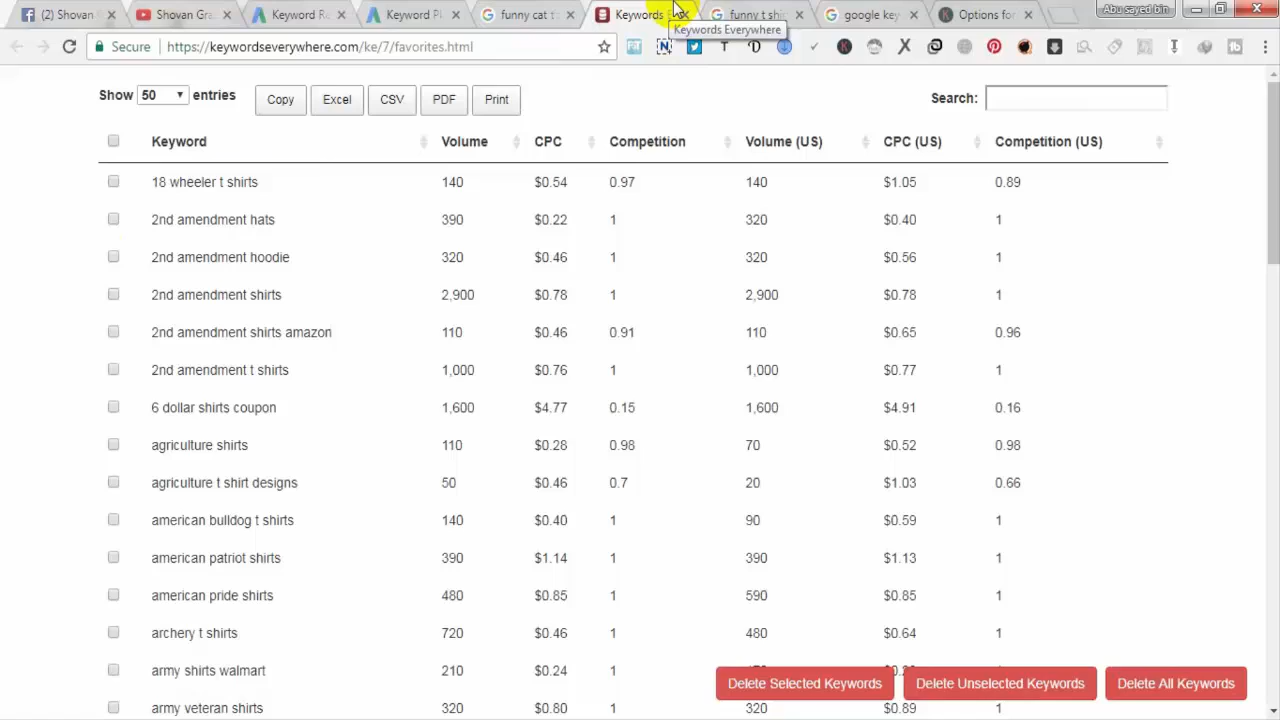 (2) Shovan
Shovan Gra
Keyword R
Keyword Pl
funny cat t
Keywords E
funny t shi
google key
Options for
Abu sayed bin
Keywords Everywhere
Secure
https://keywordseverywhere.com/ke/7/favorites.html
Show 50 entries
Copy
Excel
CSV
PDF
Print
Search:
Keyword Volume CPC Competition Volume (US) CPC (US) Competition (US)
18 wheeler t shirts 140 $0.54 0.97 140 $1.05 0.89
2nd amendment hats 390 $0.22 1 320 $0.40 1
2nd amendment hoodie 320 $0.46 1 320 $0.56 1
2nd amendment shirts 2,900 $0.78 1 2,900 $0.78 1
2nd amendment shirts amazon 110 $0.46 0.91 110 $0.65 0.96
2nd amendment t shirts 1,000 $0.76 1 1,000 $0.77 1
6 dollar shirts coupon 1,600 $4.77 0.15 1,600 $4.91 0.16
agriculture shirts 110 $0.28 0.98 70 $0.52 0.98
agriculture t shirt designs 50 $0.46 0.7 20 $1.03 0.66
american bulldog t shirts 140 $0.40 1 90 $0.59 1
american patriot shirts 390 $1.14 1 390 $1.13 1
american pride shirts 480 $0.85 1 590 $0.85 1
archery t shirts 720 $0.46 1 480 $0.64 1
army shirts walmart 210 $0.24 1 1
Delete Selected Keywords
Delete Unselected Keywords
Delete All Keywords
army veteran shirts 320 $0.80 1 320 $0.89 1